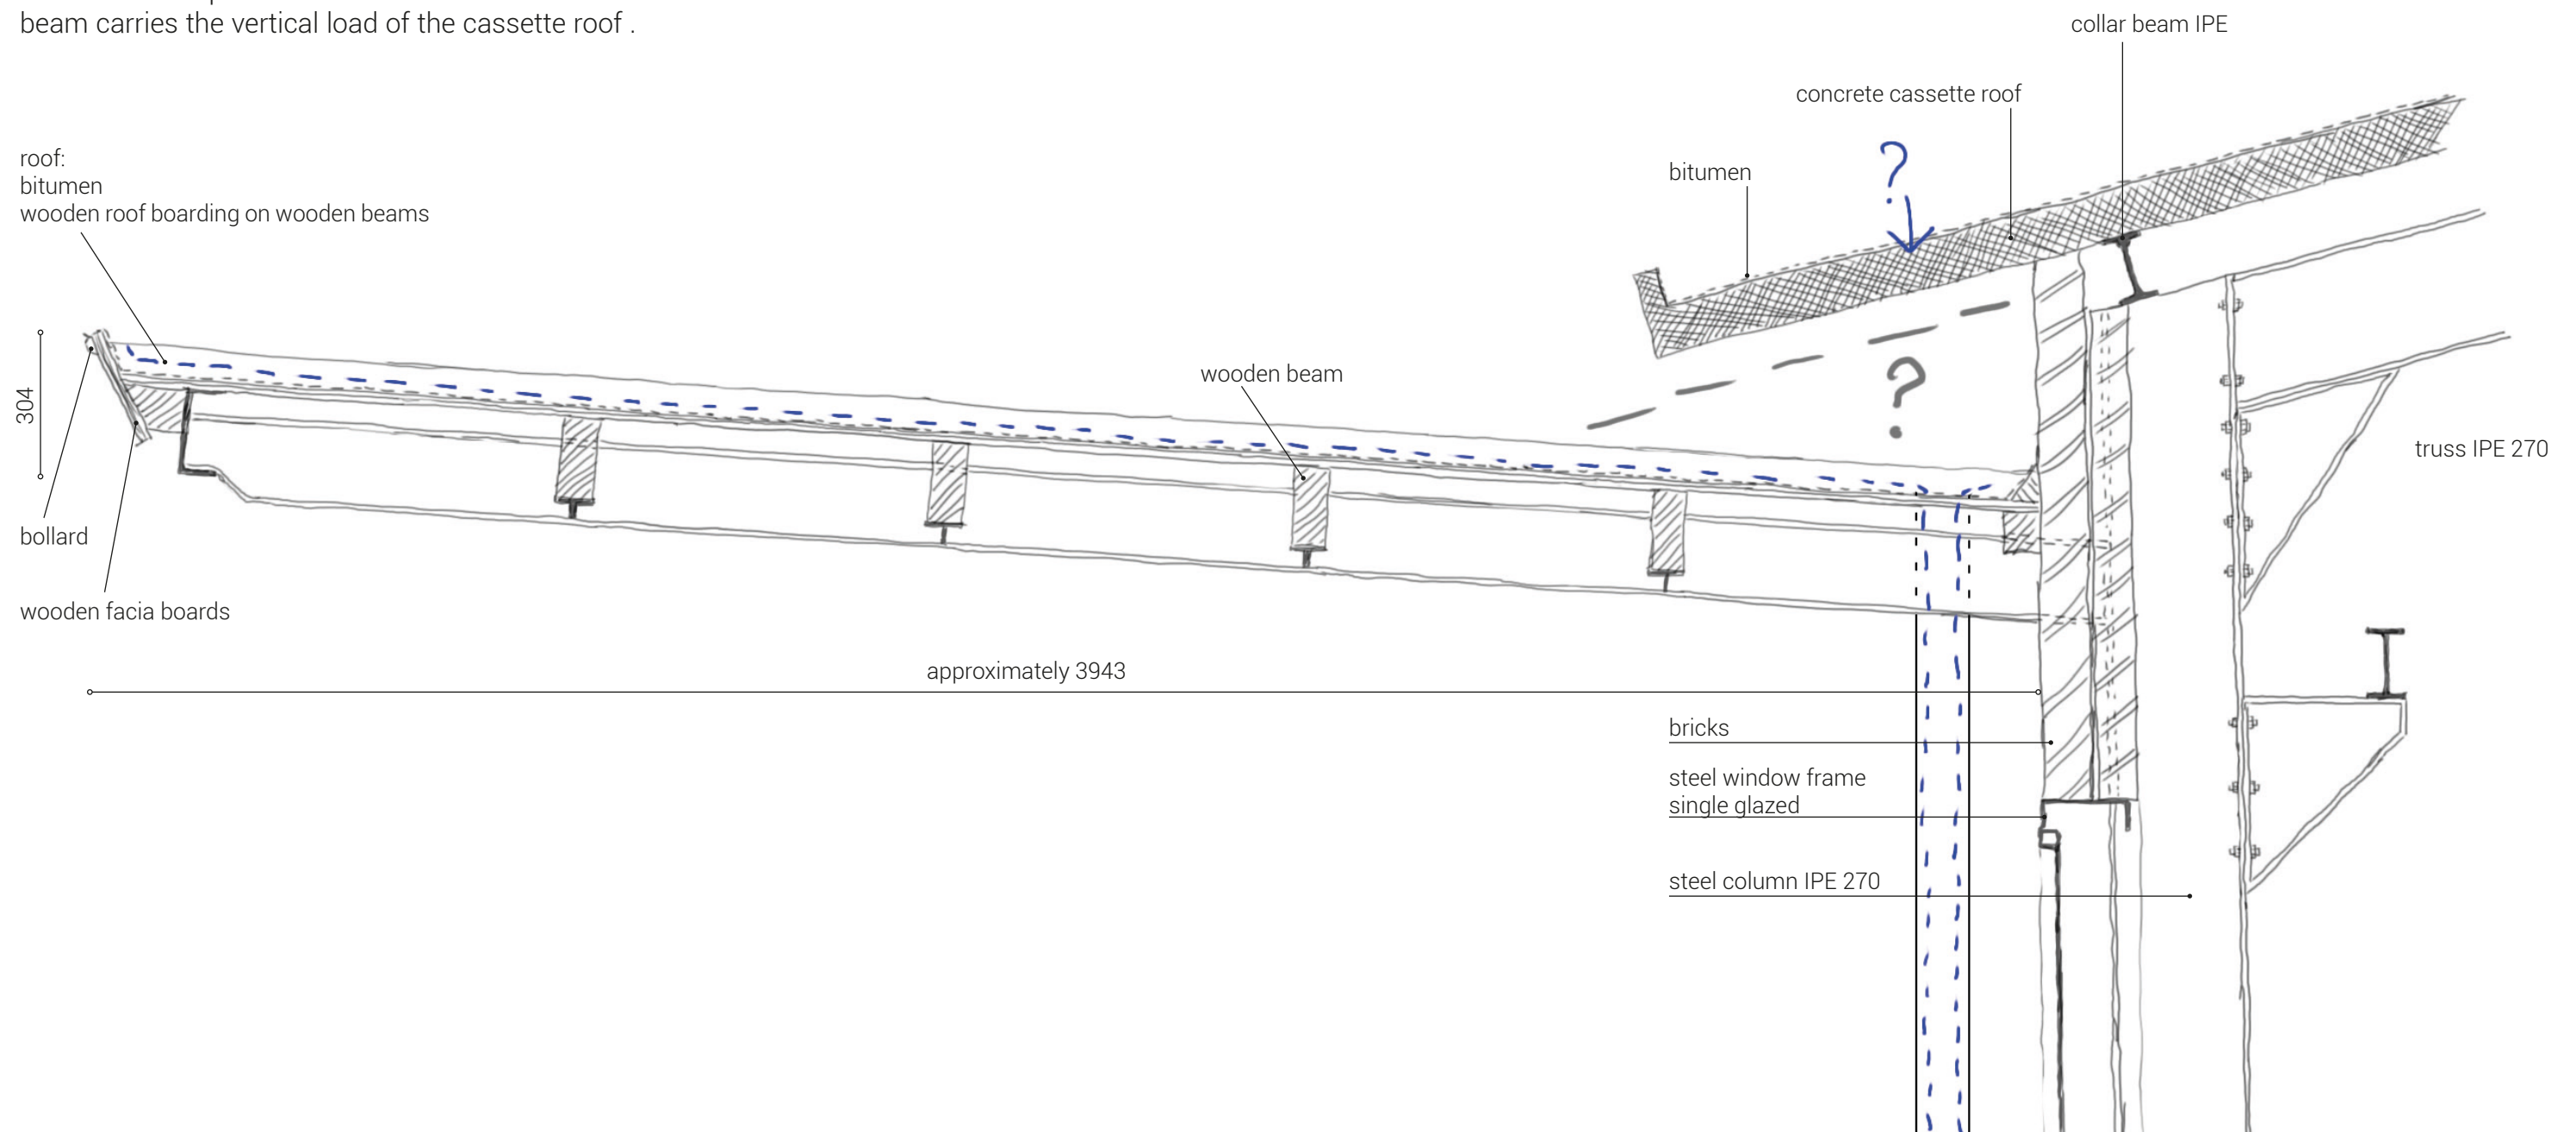 beam carries the vertical load of the cassette roof .
collar beam IPE
concrete cassette roof
?
bitumen
roof:
bitumen
wooden roof boarding on wooden beams
304
wooden beam
?
truss IPE 270
bollard
wooden facia boards
approximately 3943
bricks
steel window frame
single glazed
steel column IPE 270